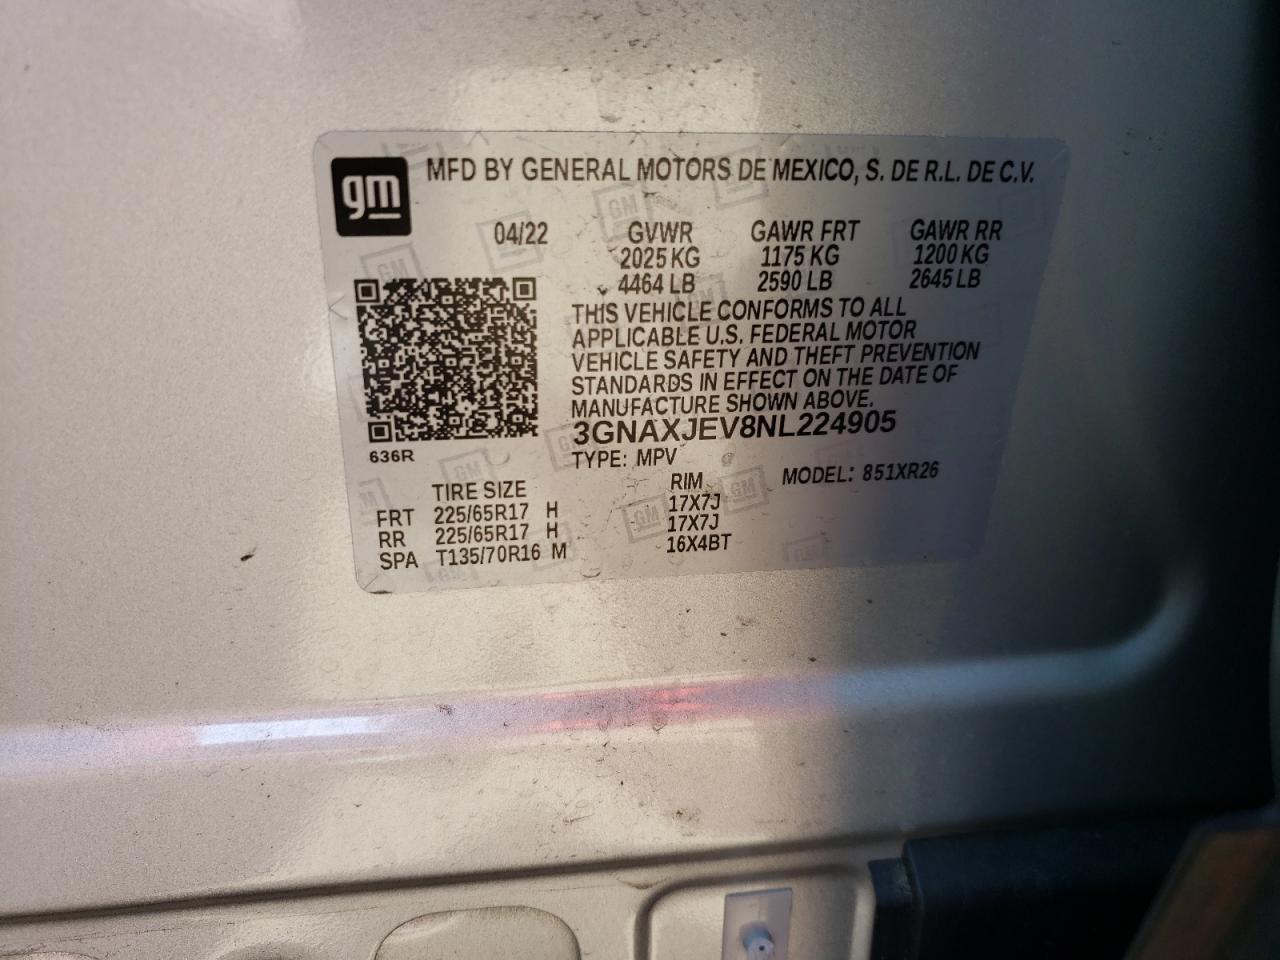 gm
MFD BY GENERAL MOTORS DE MEXICO, S. DE R.L. DE C.V.
04/22 GVWR GAWR FRT GAWR RR
2025 KG 1175 KG 1200 KG
4464 LB 2590 LB 2645 LB
THIS VEHICLE CONFORMS TO ALL
APPLICABLE U.S. FEDERAL MOTOR
VEHICLE SAFETY AND THEFT PREVENTION
STANDARDS IN EFFECT ON THE DATE OF
MANUFACTURE SHOWN ABOVE.
3GNAXJEV8NL224905
636R
TYPE: MPV MODEL: 851XR26
TIRE SIZE RIM
FRT 225/65R17 H 17X7J
RR 225/65R17 H 17X7J
SPA T135/70R16 M 16X4BT